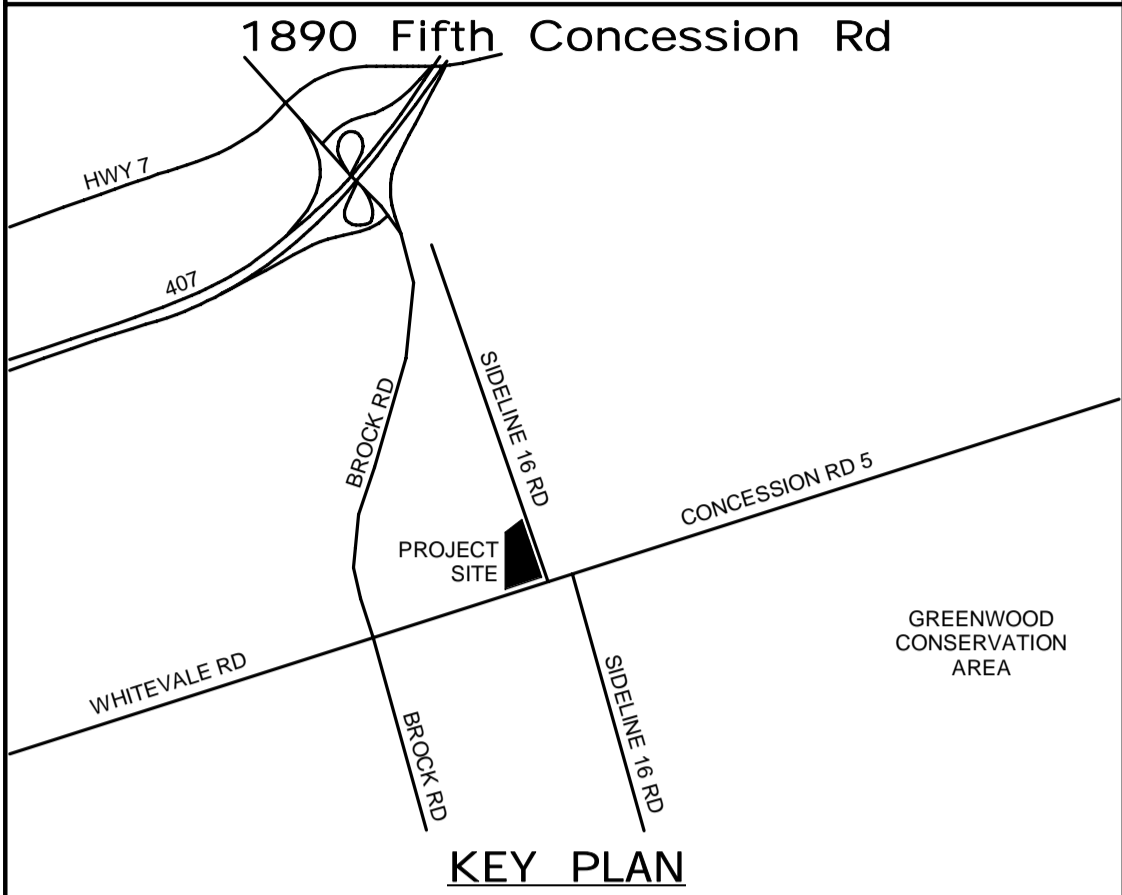 1890 Fifth Concession Rd
HWY 7
407
SIDELINE 16 RD
BROCK RD
CONCESSION RD 5
PROJECT
SITE
GREENWOOD
CONSERVATION
AREA
WHITEVALE RD
SIDELINE 16 RD
BROCK RD
KEY PLAN